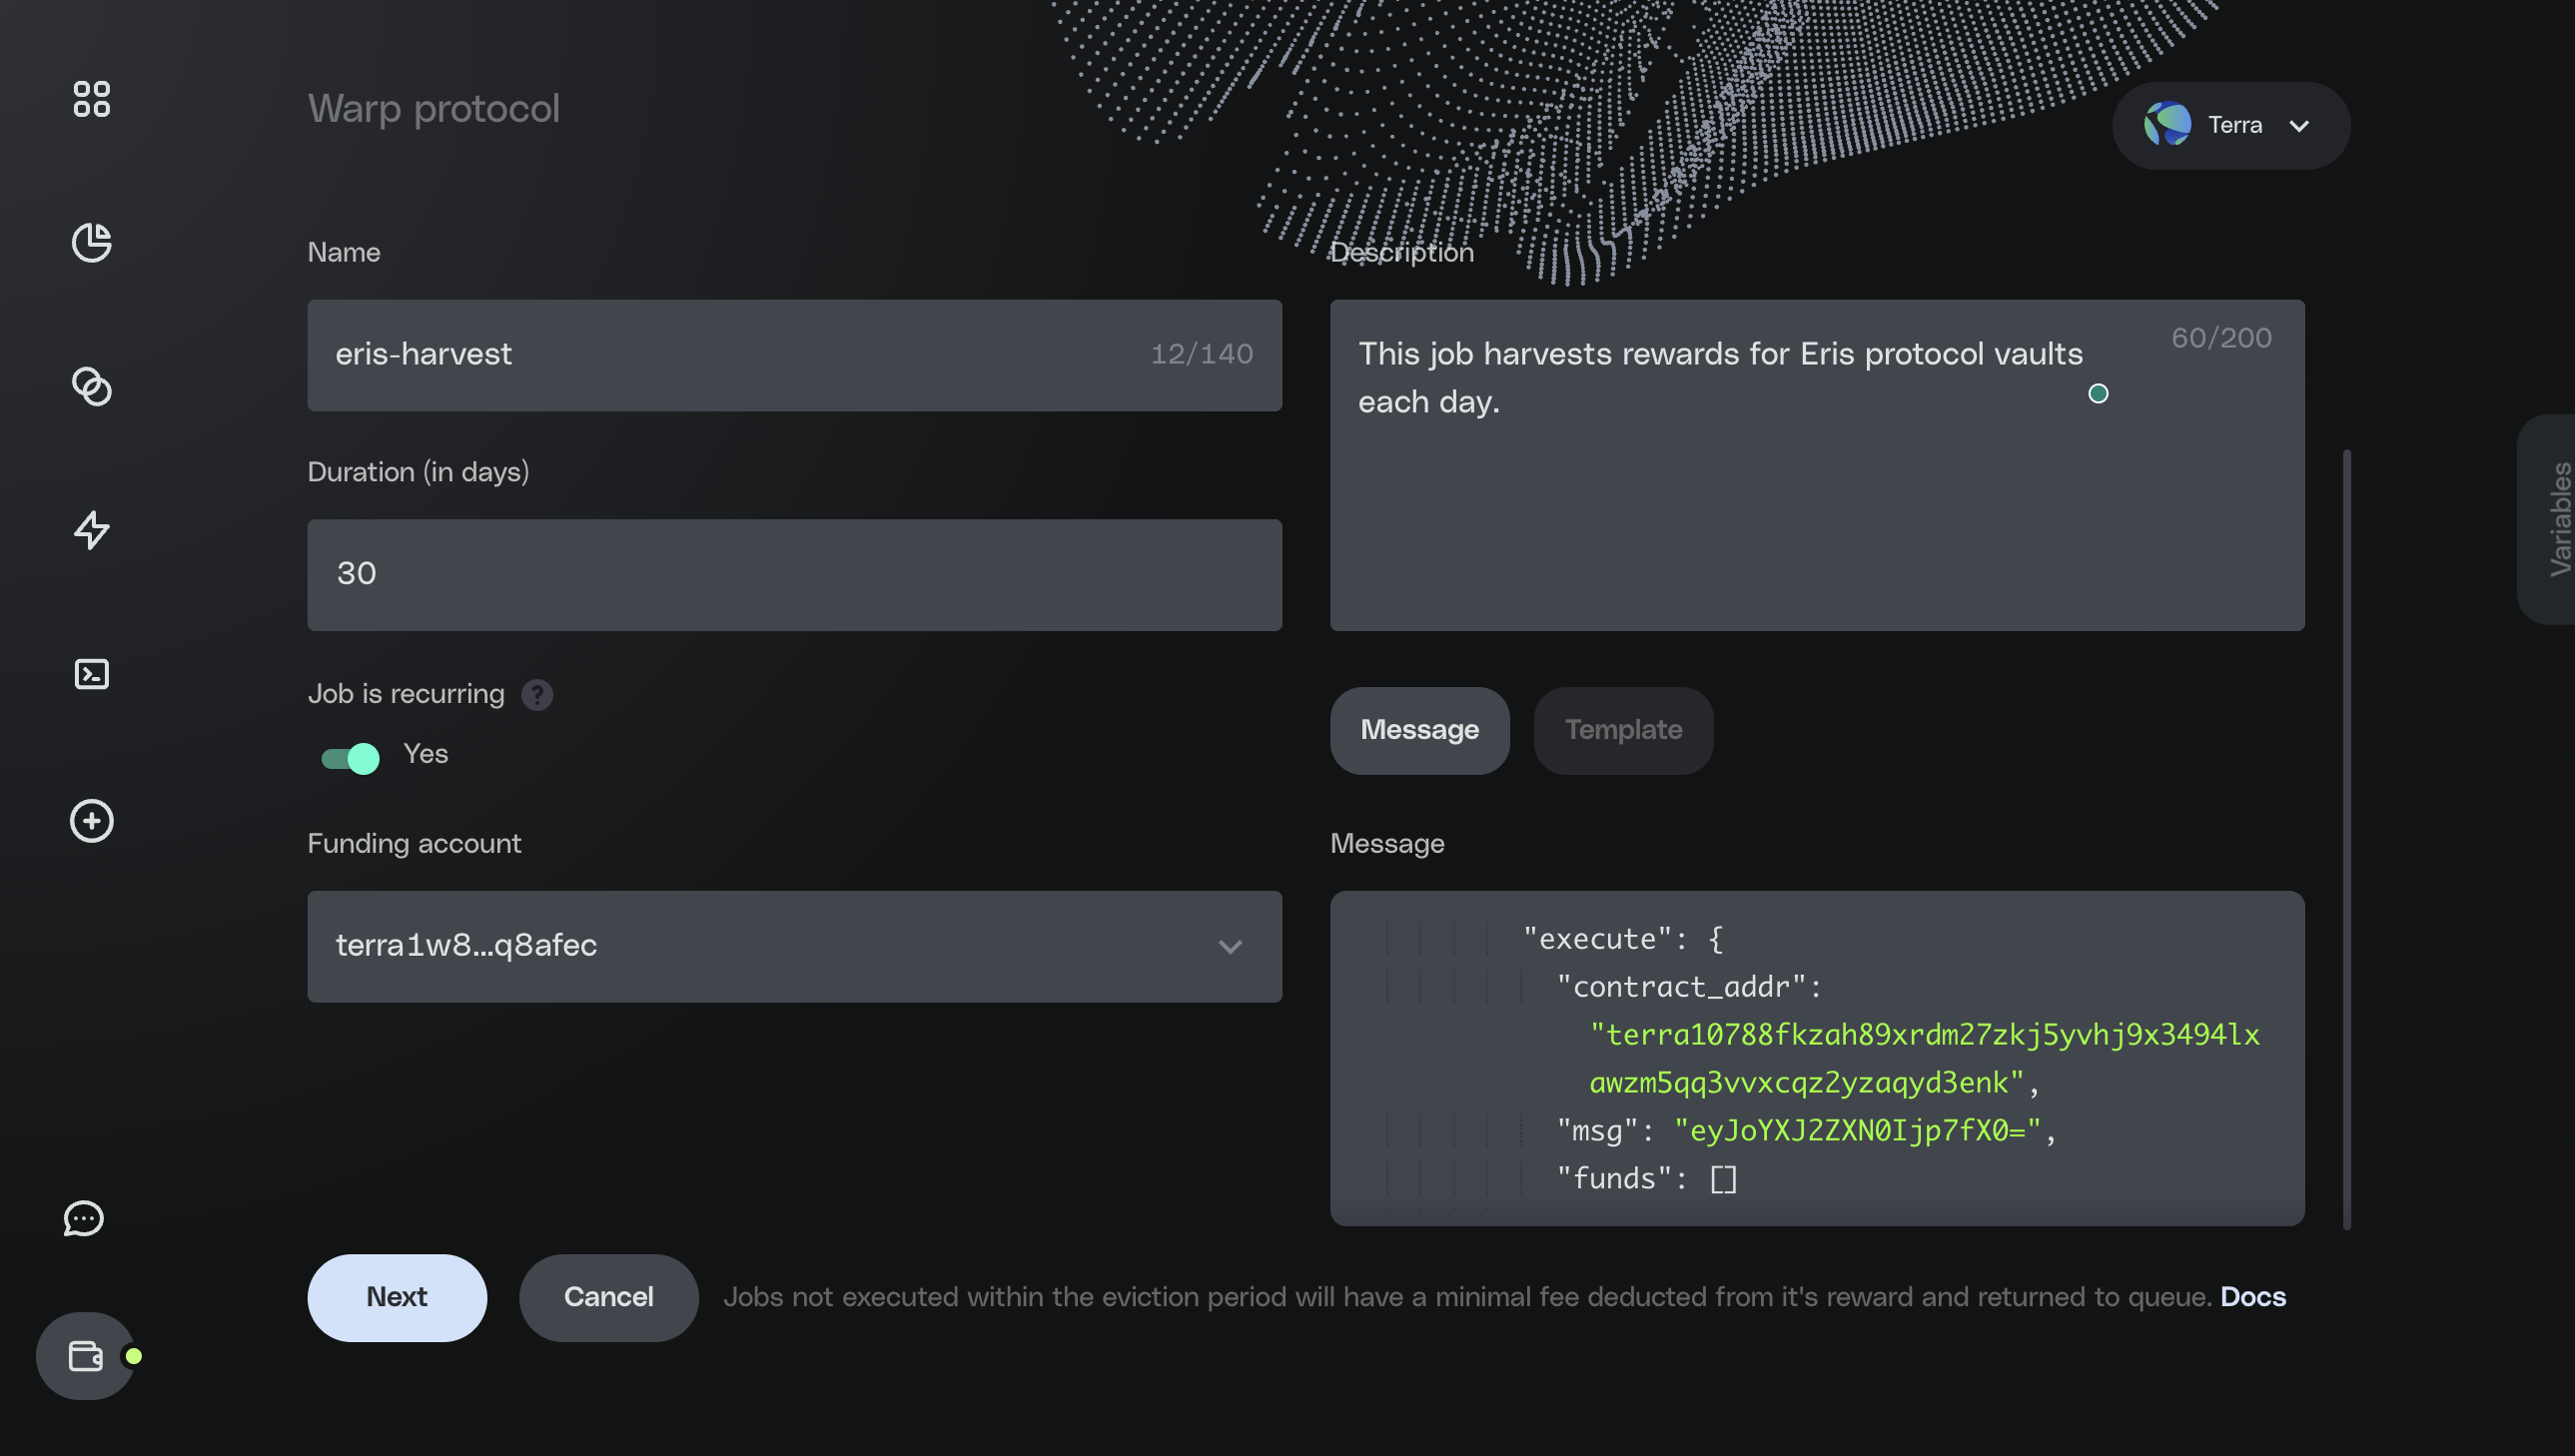 Warp protocol
Terra
Name
eris-harvest
12/140
Description
This job harvests rewards for Eris protocol vaults
each day.
60/200
Duration (in days)
30
Variables
Job is recurring ?
Yes
Message
Template
Funding account
terra1w8...q8afec
Message
"execute": {
"contract_addr":
"terra10788fkzah89xrdm27zkj5yvhj9x3494lx
awzm5qq3vvxcqz2yzaqyd3enk",
"msg": "eyJoYXJ2ZXN0Ijp7fX0=",
"funds": []
Next
Cancel
Jobs not executed within the eviction period will have a minimal fee deducted from it's reward and returned to queue. Docs